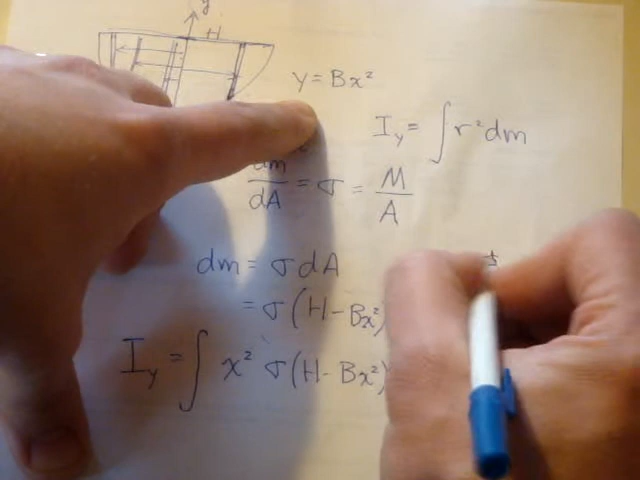 y
H
y = Bx²
I_y = ∫ r² dm
dm/dA = σ = M/A
dm = σ dA
= σ (H - Bx²)
I_y = ∫ x² σ (H - Bx²)